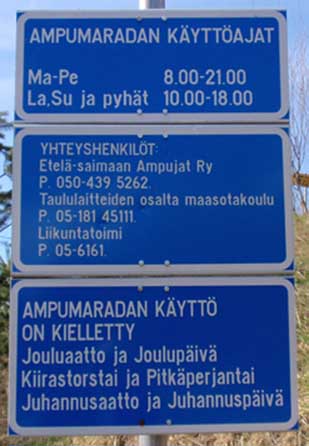 AMPUMARADAN KÄYTTÖAJAT
Ma-Pe 8.00-21.00
La,Su ja pyhät 10.00-18.00
YHTEYSHENKILÖT:
Etelä-saimaan Ampujat Ry
P. 050-439 5262.
Taululaitteiden osalta maasotakoulu
P. 05-181 45111.
Liikuntatoimi
P. 05-6161.
AMPUMARADAN KÄYTTÖ
ON KIELLETTY
Jouluaatto ja Joulupäivä
Kiirastorstai ja Pitkäperjantai
Juhannusaatto ja Juhannuspäivä